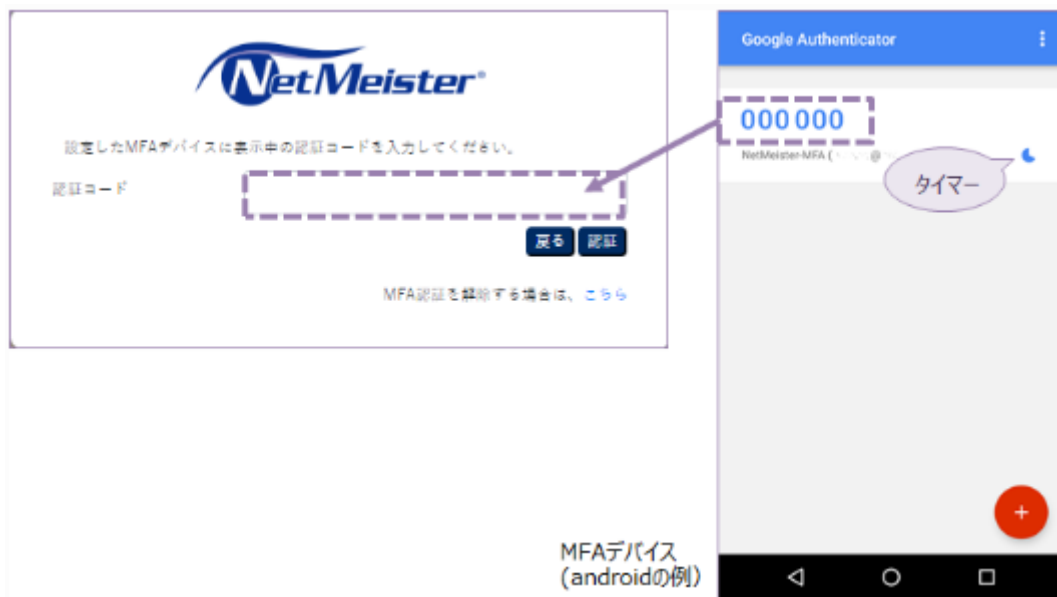 NetMeister®
設定したMFAデバイスに表示中の認証コードを入力してください。
認証コード
戻る
認証
MFA認証を解除する場合は、こちら
MFAデバイス
(androidの例)
Google Authenticator
000 000
NetMeister-MFA ( @
タイマー
+